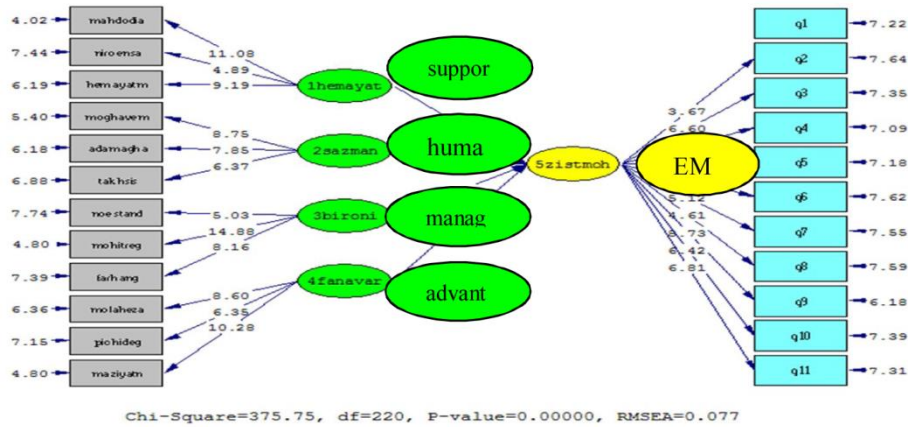 4.02 mahdodia
7.44 niroensa
6.19 hemayatm
5.40 moghavem
6.18 adamagha
6.88 takhsis
7.74 noestand
4.80 mohitreg
7.39 farhang
6.36 molaheza
7.15 pichideg
4.80 maziyatn
11.08
4.89
9.19
8.75
7.85
6.37
5.03
14.88
8.16
8.60
6.35
10.28
1hemayat
2sazman
3bironi
4fanavar
suppor
huma
manag
advant
5zistmoh
EM
3.67
6.60
5.12
4.61
6.42
6.81
q1 7.22
q2 7.64
q3 7.35
q4 7.09
q5 7.18
q6 7.62
q7 7.55
q8 7.59
q9 6.18
q10 7.39
q11 7.31
Chi-Square=375.75, df=220, P-value=0.00000, RMSEA=0.077